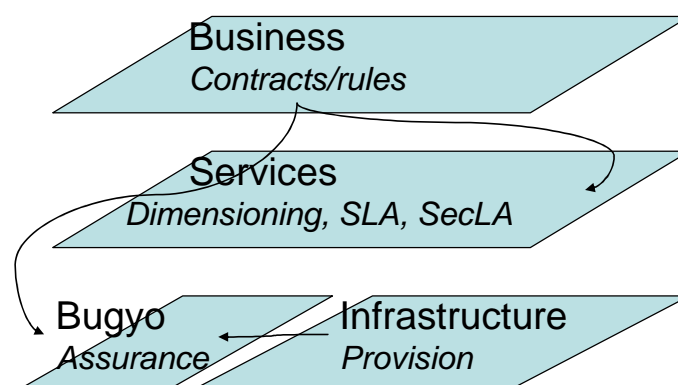 Business
Contracts/rules
Services
Dimensioning, SLA, SecLA
Bugyo
Assurance
Infrastructure
Provision